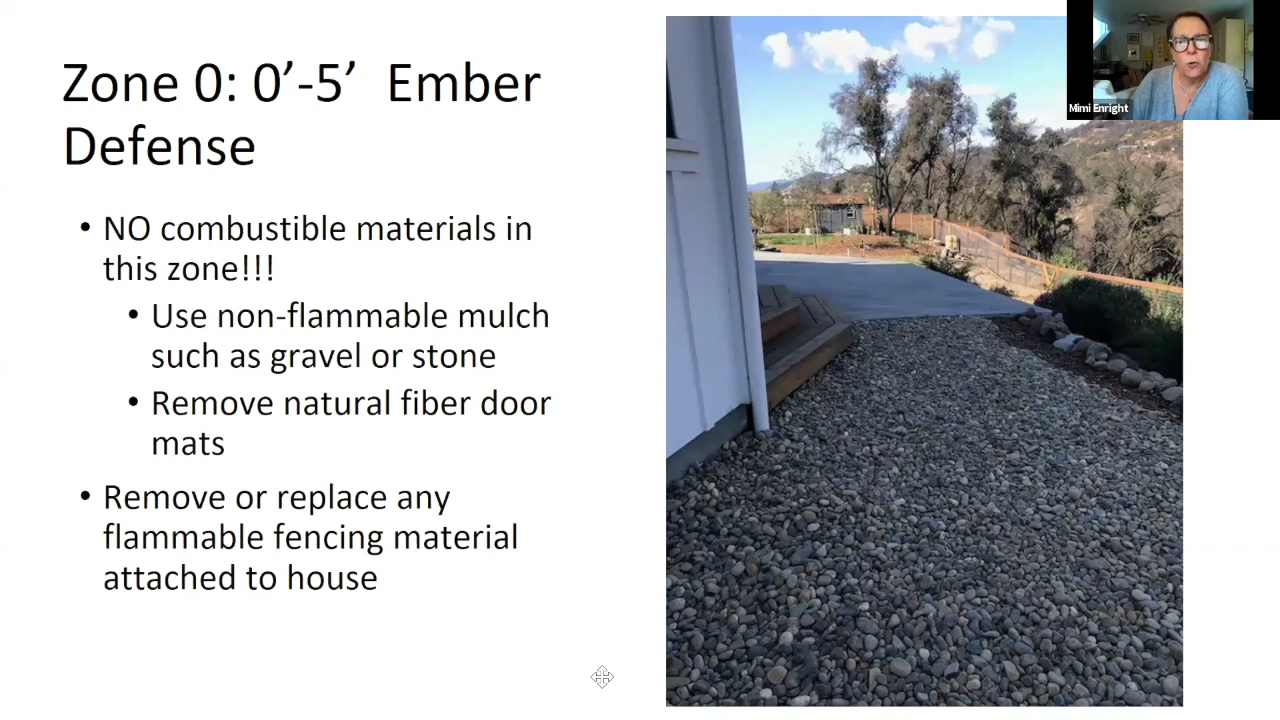 Zone 0: 0’-5’ Ember
Defense
• NO combustible materials in
this zone!!!
• Use non-flammable mulch
such as gravel or stone
• Remove natural fiber door
mats
• Remove or replace any
flammable fencing material
attached to house
Mimi Enright